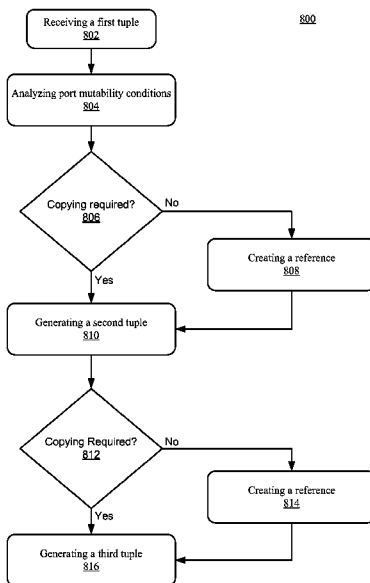 800
Receiving a first tuple
802
Analyzing port mutability conditions
804
Copying required?
806
No
Yes
Creating a reference
808
Generating a second tuple
810
Copying Required?
812
No
Yes
Creating a reference
814
Generating a third tuple
816